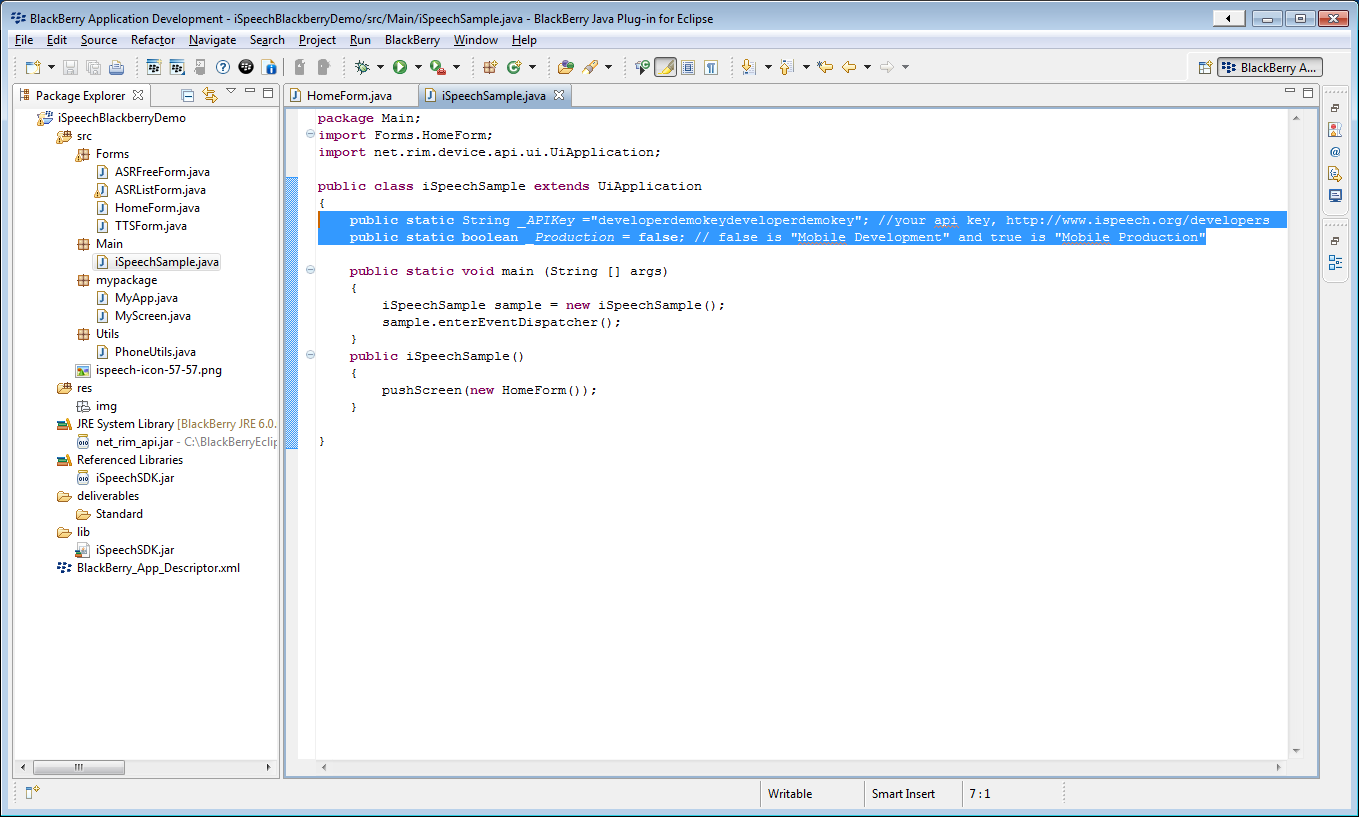 BlackBerry Application Development - iSpeechBlackberryDemo/src/Main/iSpeechSample.java - BlackBerry Java Plug-in for Eclipse
File Edit Source Refactor Navigate Search Project Run BlackBerry Window Help
BlackBerry A...
Package Explorer
HomeForm.java
iSpeechSample.java
iSpeechBlackberryDemo
src
Forms
ASRFreeForm.java
ASRListForm.java
HomeForm.java
TTSForm.java
Main
iSpeechSample.java
mypackage
MyApp.java
MyScreen.java
Utils
PhoneUtils.java
ispeech-icon-57-57.png
res
img
JRE System Library [BlackBerry JRE 6.0.
net_rim_api.jar - C:\BlackBerryEclip
Referenced Libraries
iSpeechSDK.jar
deliverables
Standard
lib
iSpeechSDK.jar
BlackBerry_App_Descriptor.xml
package Main;
import Forms.HomeForm;
import net.rim.device.api.ui.UiApplication;
public class iSpeechSample extends UiApplication
{
public static String _APIKey ="developerdemokeydeveloperdemokey"; //your api key, http://www.ispeech.org/developers
public static boolean _Production = false; // false is "Mobile Development" and true is "Mobile Production"
public static void main (String [] args)
{
iSpeechSample sample = new iSpeechSample();
sample.enterEventDispatcher();
}
public iSpeechSample()
{
pushScreen(new HomeForm());
}
}
Writable
Smart Insert
7 : 1